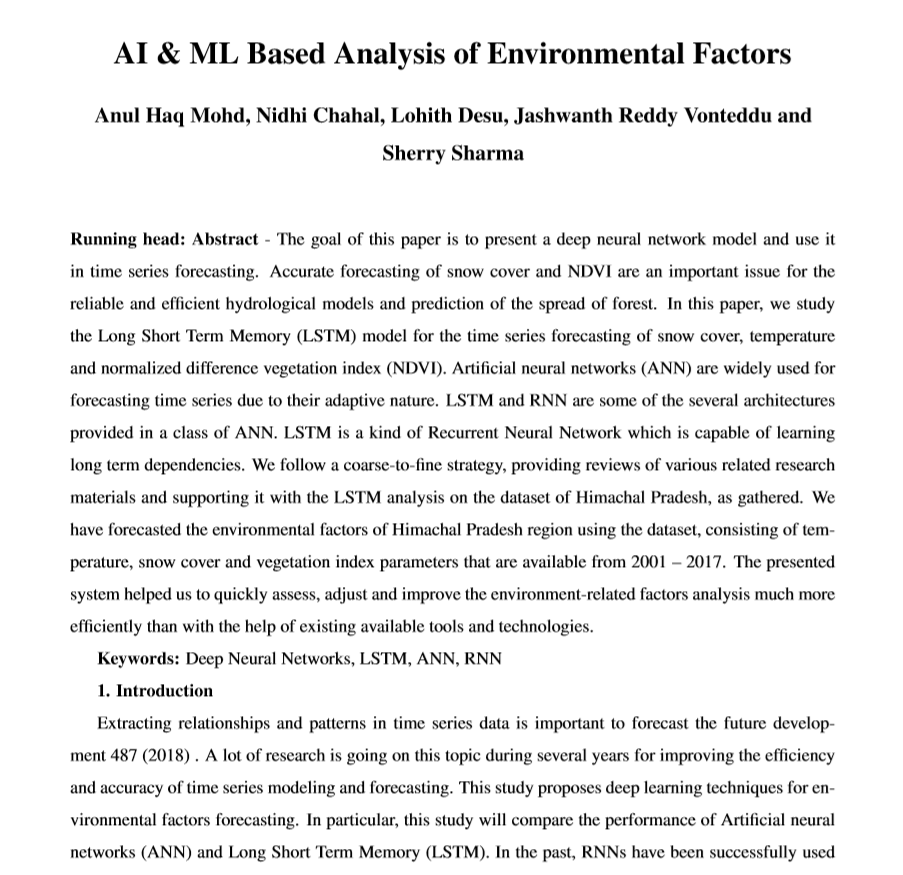 AI & ML Based Analysis of Environmental Factors
Anul Haq Mohd, Nidhi Chahal, Lohith Desu, Jashwanth Reddy Vonteddu and
Sherry Sharma
Running head: Abstract - The goal of this paper is to present a deep neural network model and use it
in time series forecasting. Accurate forecasting of snow cover and NDVI are an important issue for the
reliable and efficient hydrological models and prediction of the spread of forest. In this paper, we study
the Long Short Term Memory (LSTM) model for the time series forecasting of snow cover, temperature
and normalized difference vegetation index (NDVI). Artificial neural networks (ANN) are widely used for
forecasting time series due to their adaptive nature. LSTM and RNN are some of the several architectures
provided in a class of ANN. LSTM is a kind of Recurrent Neural Network which is capable of learning
long term dependencies. We follow a coarse-to-fine strategy, providing reviews of various related research
materials and supporting it with the LSTM analysis on the dataset of Himachal Pradesh, as gathered. We
have forecasted the environmental factors of Himachal Pradesh region using the dataset, consisting of tem-
perature, snow cover and vegetation index parameters that are available from 2001 – 2017. The presented
system helped us to quickly assess, adjust and improve the environment-related factors analysis much more
efficiently than with the help of existing available tools and technologies.
Keywords: Deep Neural Networks, LSTM, ANN, RNN
1. Introduction
Extracting relationships and patterns in time series data is important to forecast the future develop-
ment 487 (2018) . A lot of research is going on this topic during several years for improving the efficiency
and accuracy of time series modeling and forecasting. This study proposes deep learning techniques for en-
vironmental factors forecasting. In particular, this study will compare the performance of Artificial neural
networks (ANN) and Long Short Term Memory (LSTM). In the past, RNNs have been successfully used